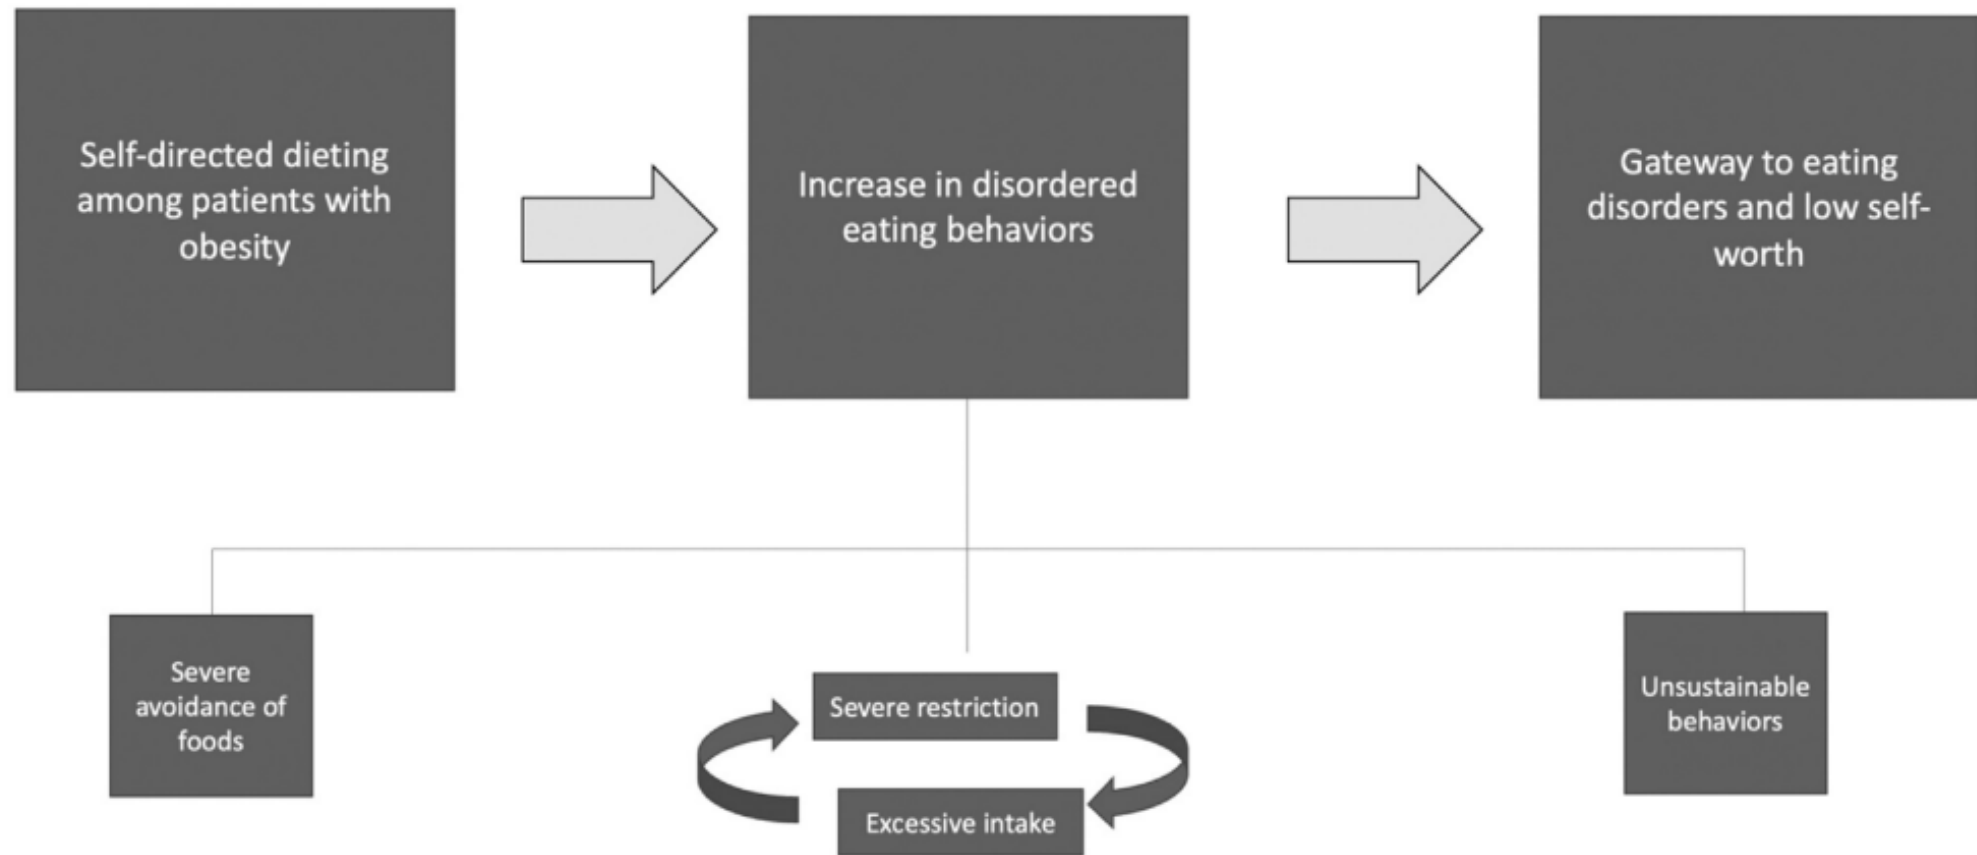 Self-directed dieting
among patients with
obesity
Increase in disordered
eating behaviors
Gateway to eating
disorders and low self-
worth
Severe
avoidance of
foods
Severe restriction
Excessive intake
Unsustainable
behaviors